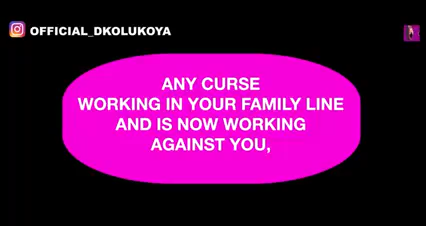 OFFICIAL_DKOLUKOYA
ANY CURSE
WORKING IN YOUR FAMILY LINE
AND IS NOW WORKING
AGAINST YOU,